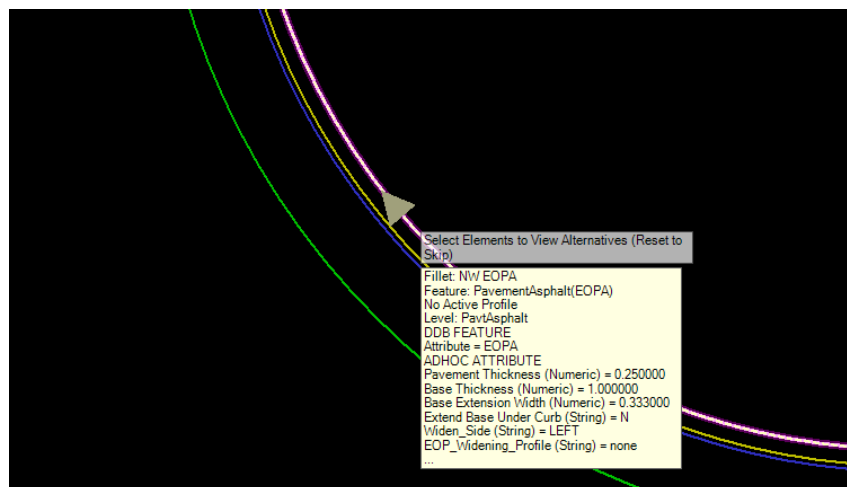 Select Elements to View Alternatives (Reset to
Skip)
Fillet: NW EOPA
Feature: PavementAsphalt(EOPA)
No Active Profile
Level: PavtAsphalt
DDB FEATURE
Attribute = EOPA
ADHOC ATTRIBUTE
Pavement Thickness (Numeric) = 0.250000
Base Thickness (Numeric) = 1.000000
Base Extension Width (Numeric) = 0.333000
Extend Base Under Curb (String) = N
Widen_Side (String) = LEFT
EOP_Widening_Profile (String) = none
...